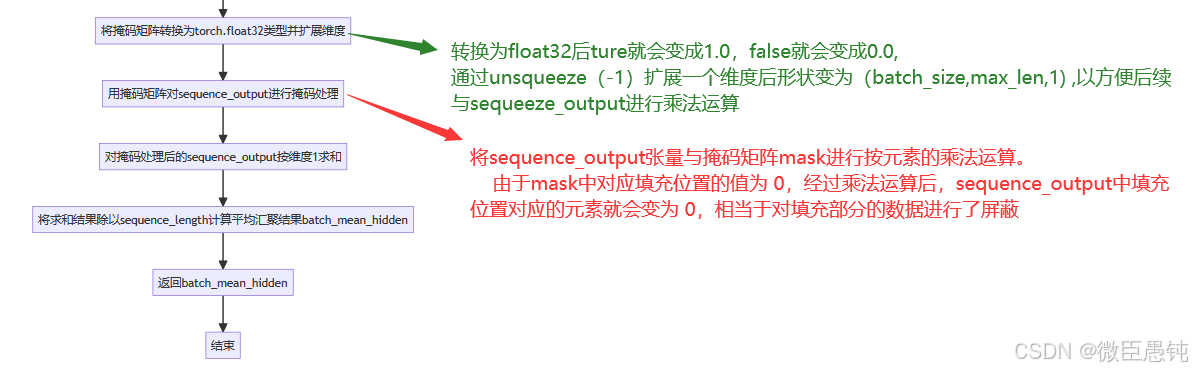 将掩码矩阵转换为torch.float32类型并扩展维度
转换为float32后ture就会变成1.0，false就会变成0.0,
通过unsqueeze（-1）扩展一个维度后形状变为（batch_size,max_len,1）,以方便后续
与sequeeze_output进行乘法运算
用掩码矩阵对sequence_output进行掩码处理
将sequence_output张量与掩码矩阵mask进行按元素的乘法运算。
由于mask中对应填充位置的值为 0，经过乘法运算后，sequence_output中填充
位置对应的元素就会变为 0，相当于对填充部分的数据进行了屏蔽
对掩码处理后的sequence_output按维度1求和
将求和结果除以sequence_length计算平均汇聚结果batch_mean_hidden
返回batch_mean_hidden
结束
CSDN @微臣愚钝